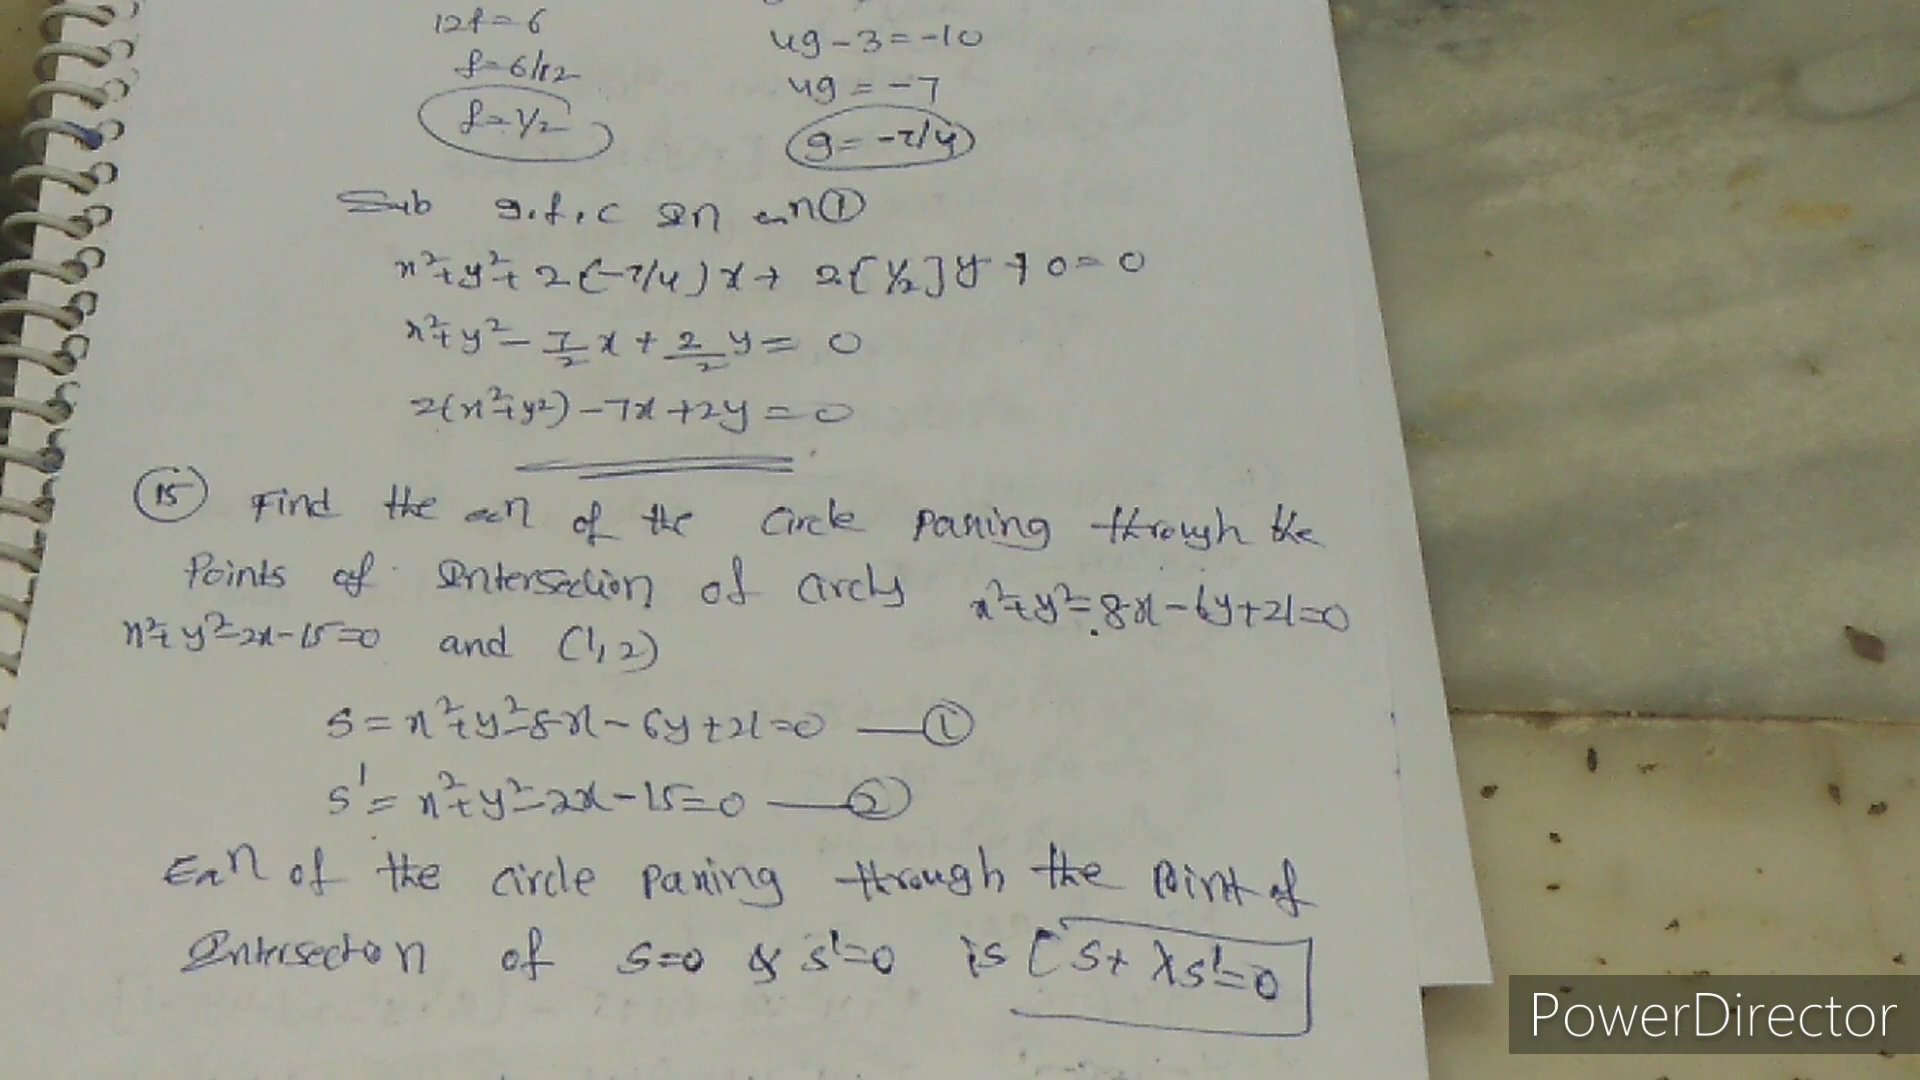 12f=6
f=6/12
f=1/2
4g-3=-10
4g=-7
g=-7/4
Sub g.f.c in en①
x²+y²+2(-7/4)x+2[1/2]y+0=0
x²+y²-7/2x+2/2y=0
2(x²+y²)-7x+2y=0
15 Find the eqn of the circle passing through the
Points of intersection of circles x²+y²-8x-6y+21=0
x²+y²-2x-15=0 and (1,2)
S=x²+y²-8x-6y+21=0 —①
S'=x²+y²-2x-15=0 —②
Eqn of the circle passing through the point of
Intersection of S=0 & S'=0 is [S+λS'=0
PowerDirector